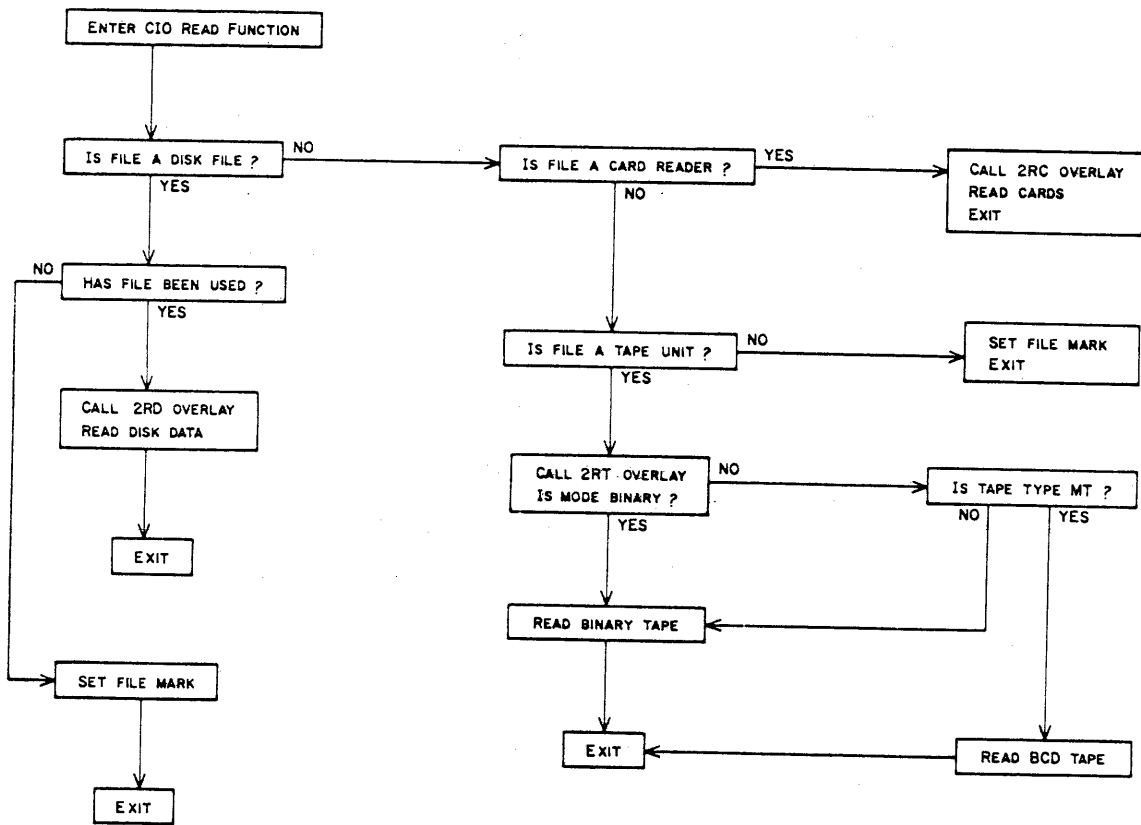 ENTER CIO READ FUNCTION
IS FILE A DISK FILE ?
NO
YES
IS FILE A CARD READER ?
YES
NO
CALL 2RC OVERLAY
READ CARDS
EXIT
NO
HAS FILE BEEN USED ?
YES
IS FILE A TAPE UNIT ?
NO
YES
SET FILE MARK
EXIT
CALL 2RD OVERLAY
READ DISK DATA
CALL 2RT OVERLAY
IS MODE BINARY ?
NO
YES
IS TAPE TYPE MT ?
NO
YES
EXIT
READ BINARY TAPE
SET FILE MARK
EXIT
READ BCD TAPE
EXIT